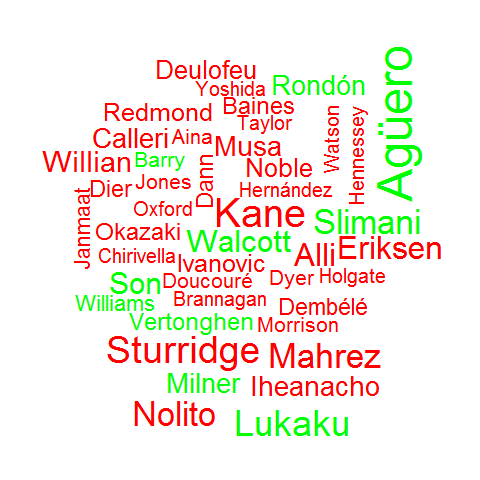 Deulofeu
Yoshida
Rondón
Agüero
Redmond
Baines
Taylor
Watson
Hennessey
Calleri
Aina
Musa
Willian
Barry
Dann
Noble
Dier
Jones
Hernández
Janmaat
Oxford
Kane
Slimani
Okazaki
Walcott
Alli
Eriksen
Chirivella
Ivanovic
Son
Doucouré
Dyer
Holgate
Williams
Brannagan
Dembélé
Vertonghen
Morrison
Sturridge
Mahrez
Milner
Iheanacho
Nolito
Lukaku